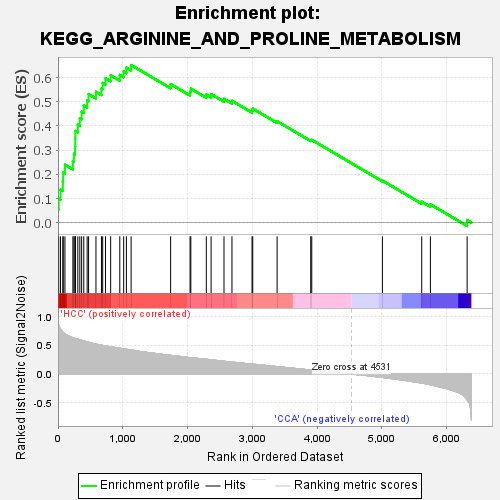 Enrichment plot:
KEGG_ARGININE_AND_PROLINE_METABOLISM
Enrichment score (ES)
0.6
0.5
0.4
0.3
0.2
0.1
0.0
'HCC' (positively correlated)
Ranked list metric (Signal2Noise)
1.0
0.5
0.0
-0.5
Zero cross at 4531
'CCA' (negatively correlated)
0
1,000
2,000
3,000
4,000
5,000
6,000
Rank in Ordered Dataset
Enrichment profile
Hits
Ranking metric scores